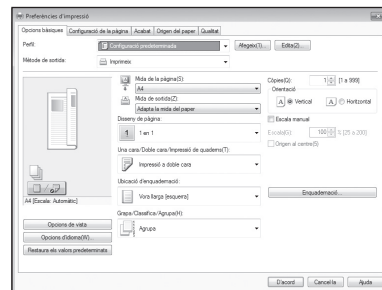 Preferències d'impressió
Opcions bàsiques Configuració de la pàgina Acabat Origen del paper Qualitat
Perfil: Configuració predeterminada Afegeix(1)... Edita(2)...
Mètode de sortida: Imprimeix
Mida de la pàgina(S): Còpies(Q): 1 [1 a 999]
A4 Orientació
Mida de sortida(Z): A Vertical A Horitzontal
Adapta la mida del paper
Disseny de pàgina: Escala manual
1 1 en 1 Escala(G): 100 % [25 a 200]
Una cara/Doble cara/Impressió de quaderns(T): Origen al centre(5)
Impressió a doble cara
Ubicació d'enquadernació:
Vora llarga [esquerra] Enquadernació...
A4 [Escala: Automàtic]
Grapa/Classifica/Agrupa(H):
Opcions de vista Agrupa
Opcions d'idioma(W)...
Restaura els valors predeterminats
D'acord Cancel·la Ajuda